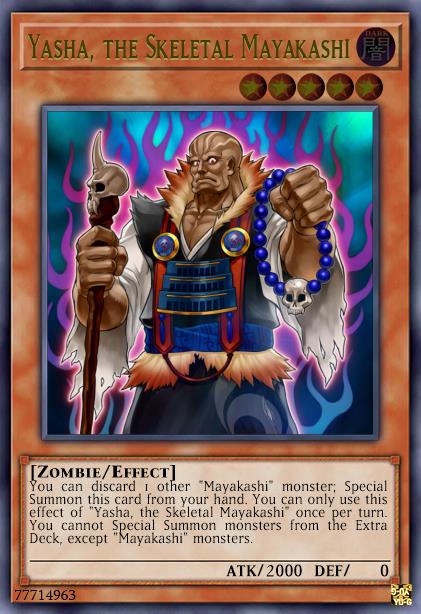 Yasha, the Skeletal Mayakashi
DARK
闇
[Zombie/Effect]
You can discard 1 other "Mayakashi" monster; Special
Summon this card from your hand. You can only use this
effect of "Yasha, the Skeletal Mayakashi" once per turn.
You cannot Special Summon monsters from the Extra
Deck, except "Mayakashi" monsters.
ATK/2000 DEF/ 0
77714963